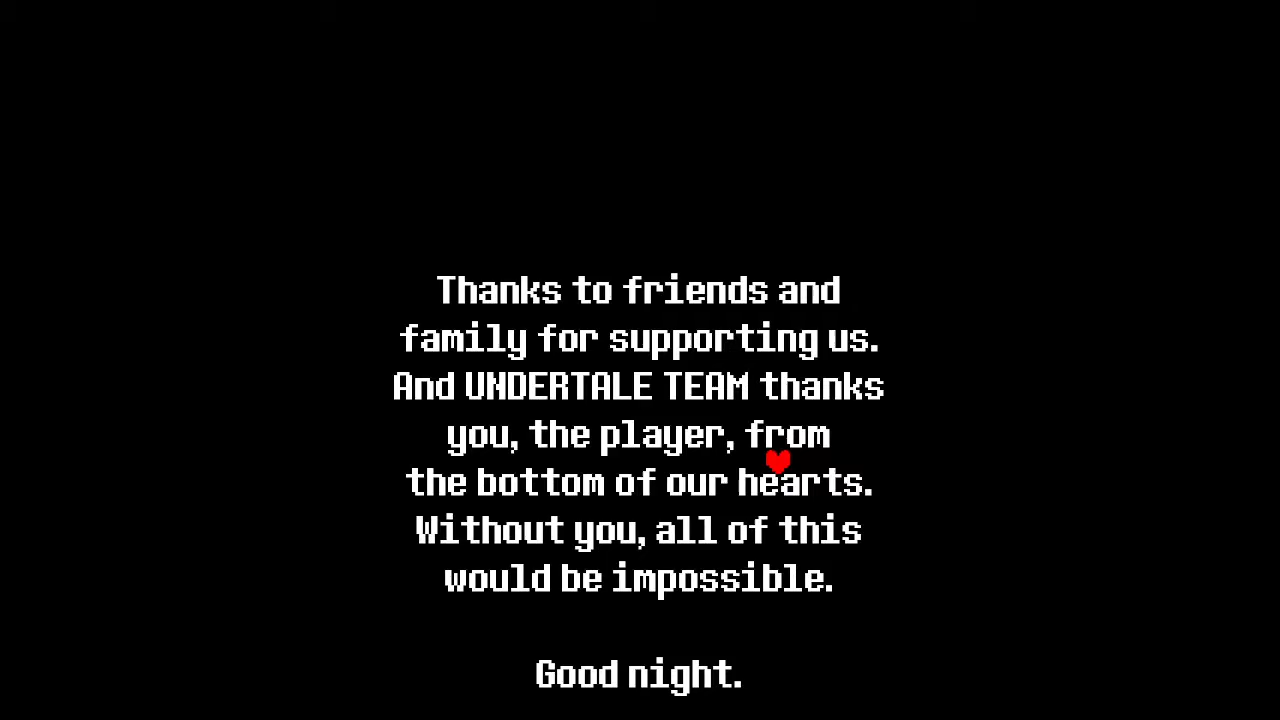 Thanks to friends and
family for supporting us.
And UNDERTALE TEAM thanks
you, the player, from
the bottom of our hearts.
Without you, all of this
would be impossible.
Good night.